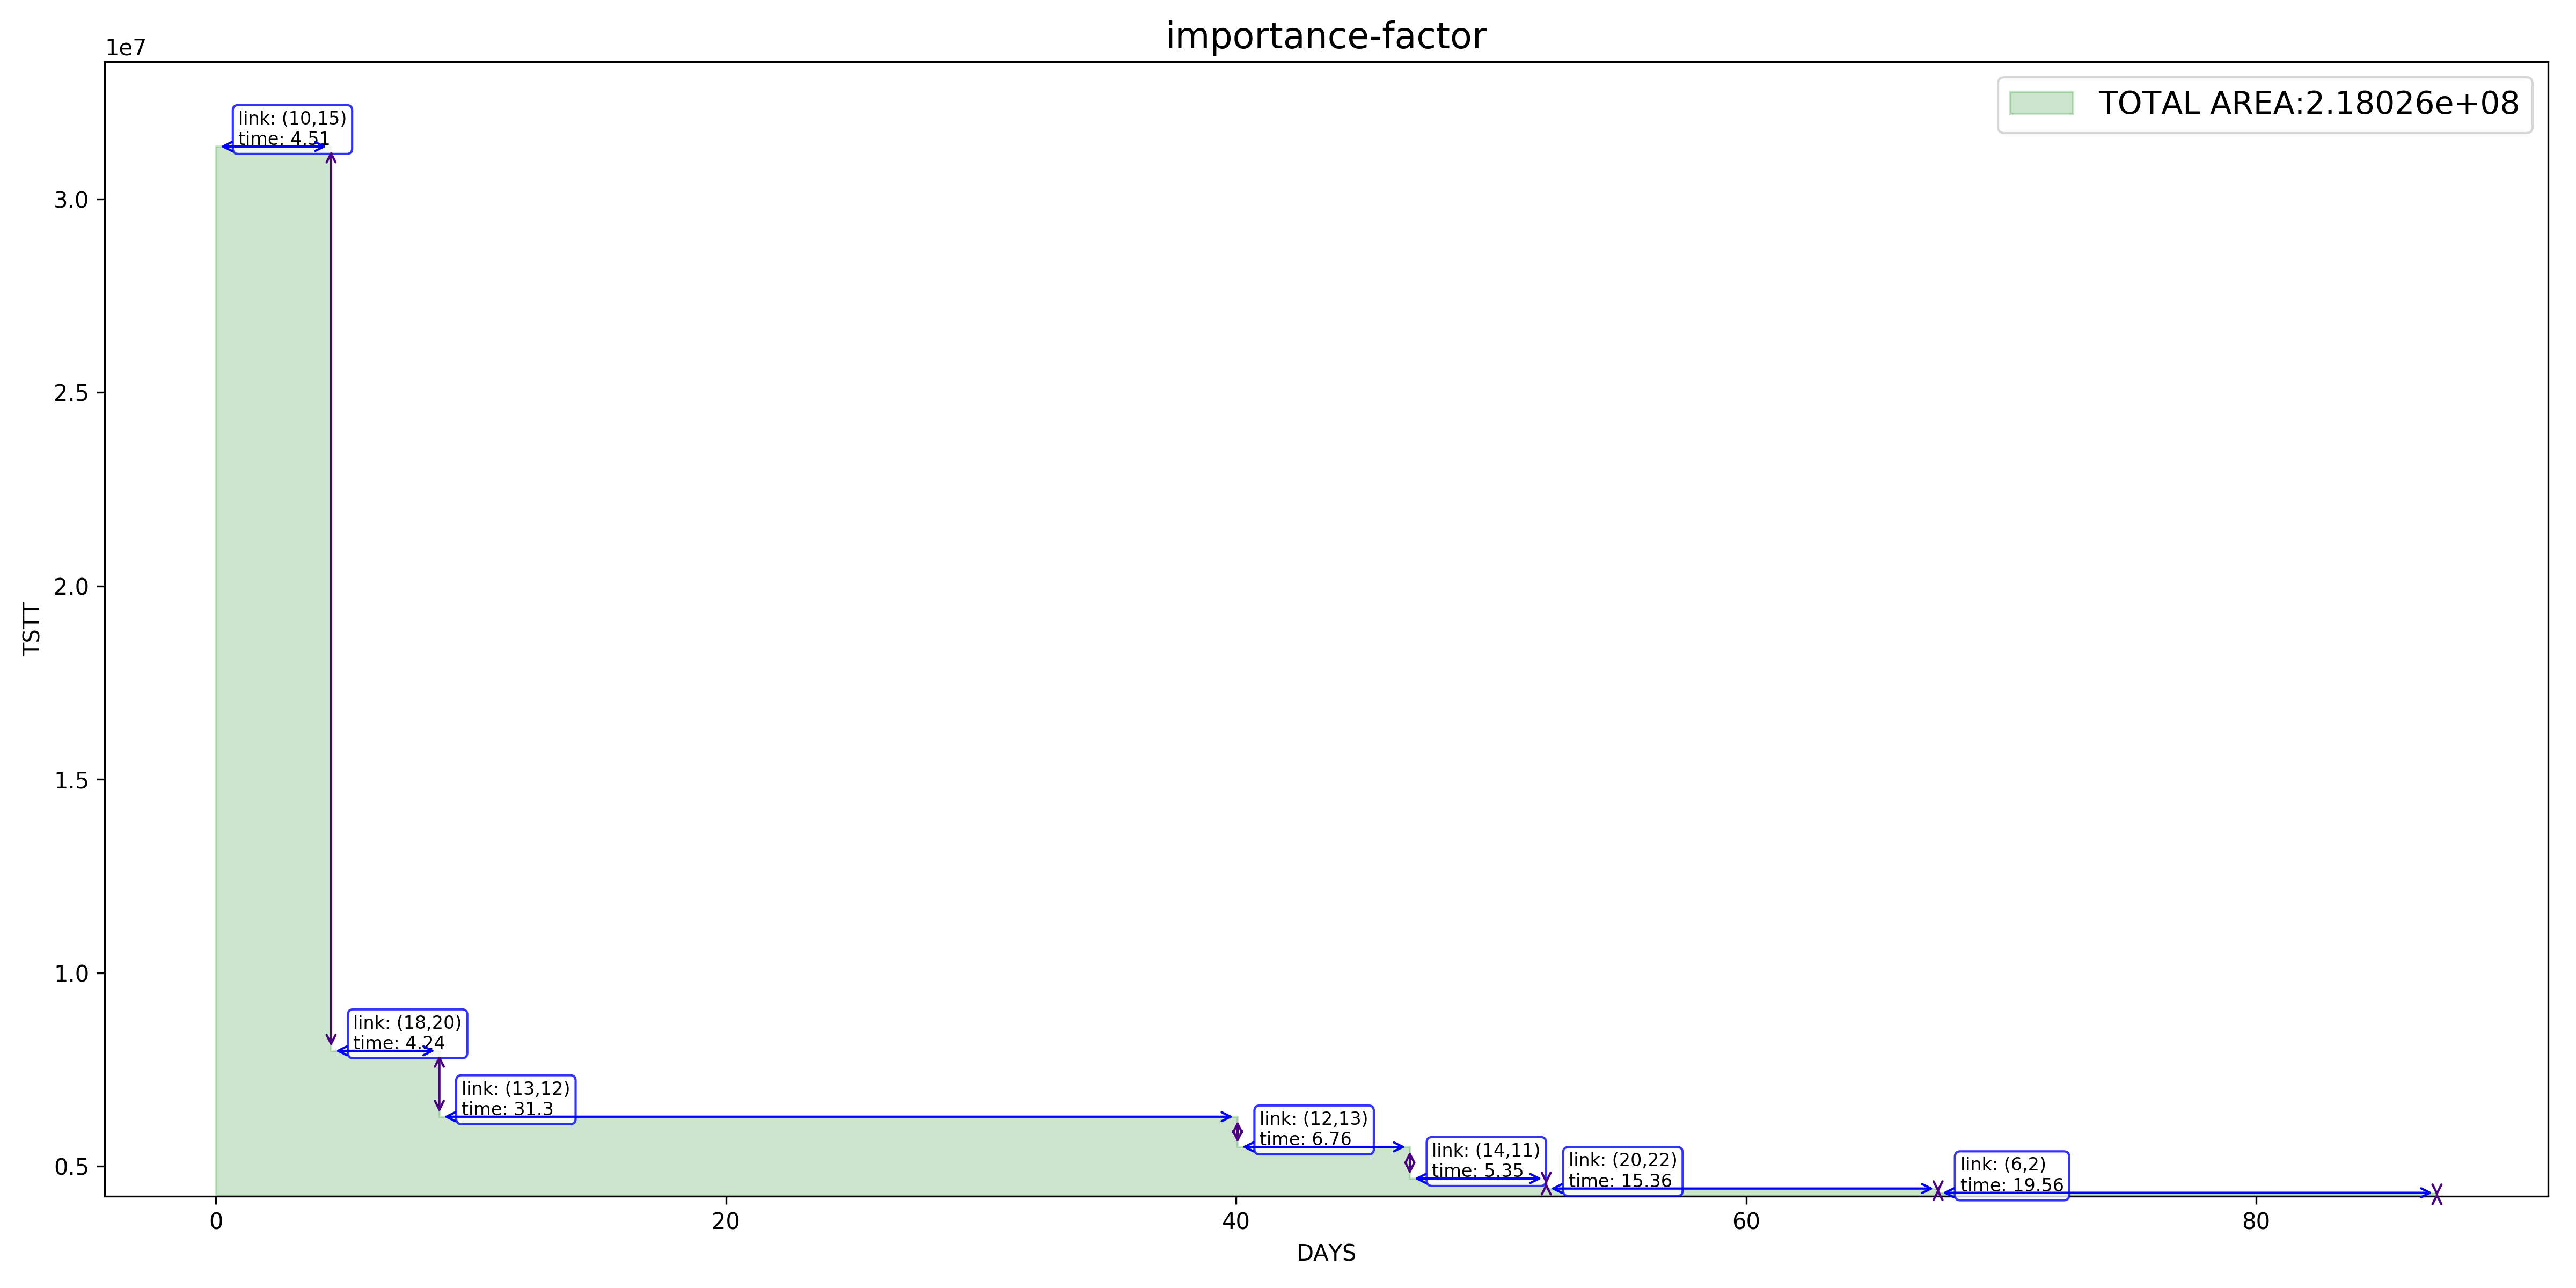 importance-factor
1e7
TOTAL AREA:2.18026e+08
link: (10,15)
time: 4.51
3.0
2.5
2.0
1.5
1.0
0.5
TSTT
link: (18,20)
time: 4.24
link: (13,12)
time: 31.3
link: (12,13)
time: 6.76
link: (14,11)
time: 5.35
link: (20,22)
time: 15.36
link: (6,2)
time: 19.56
0
20
40
60
80
DAYS